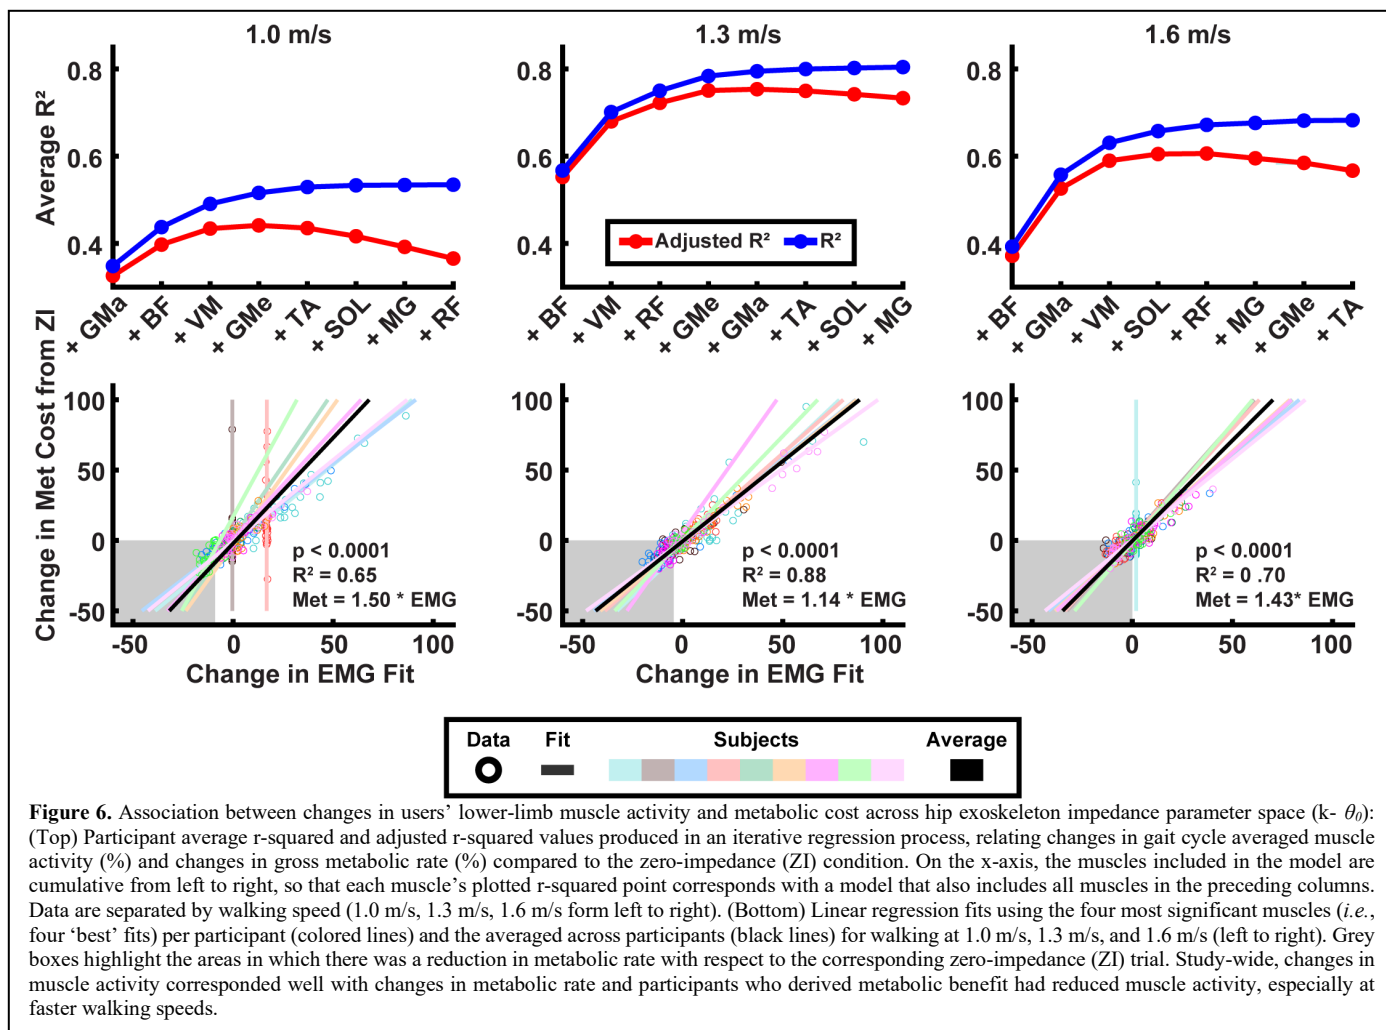 1.0 m/s
1.3 m/s
1.6 m/s
Average R²
0.8
0.6
0.4
0.8
0.6
0.4
0.8
0.6
0.4
Adjusted R² R²
+ GMa
+ BF
+ VM
+ GMe
+ TA
+ SOL
+ MG
+ RF
+ BF
+ VM
+ RF
+ GMe
+ GMa
+ TA
+ SOL
+ MG
+ BF
+ GMa
+ VM
+ SOL
+ RF
+ MG
+ GMe
+ TA
Change in Met Cost from ZI
100
50
0
-50
p < 0.0001
R² = 0.65
Met = 1.50 * EMG
-50 0 50 100
Change in EMG Fit
100
50
0
-50
p < 0.0001
R² = 0.88
Met = 1.14 * EMG
-50 0 50 100
Change in EMG Fit
100
50
0
-50
p < 0.0001
R² = 0 .70
Met = 1.43* EMG
-50 0 50 100
Data Fit Subjects Average
Figure 6. Association between changes in users’ lower-limb muscle activity and metabolic cost across hip exoskeleton impedance parameter space (k- θ₀):
(Top) Participant average r-squared and adjusted r-squared values produced in an iterative regression process, relating changes in gait cycle averaged muscle
activity (%) and changes in gross metabolic rate (%) compared to the zero-impedance (ZI) condition. On the x-axis, the muscles included in the model are
cumulative from left to right, so that each muscle’s plotted r-squared point corresponds with a model that also includes all muscles in the preceding columns.
Data are separated by walking speed (1.0 m/s, 1.3 m/s, 1.6 m/s form left to right). (Bottom) Linear regression fits using the four most significant muscles (i.e.,
four ‘best’ fits) per participant (colored lines) and the averaged across participants (black lines) for walking at 1.0 m/s, 1.3 m/s, and 1.6 m/s (left to right). Grey
boxes highlight the areas in which there was a reduction in metabolic rate with respect to the corresponding zero-impedance (ZI) trial. Study-wide, changes in
muscle activity corresponded well with changes in metabolic rate and participants who derived metabolic benefit had reduced muscle activity, especially at
faster walking speeds.